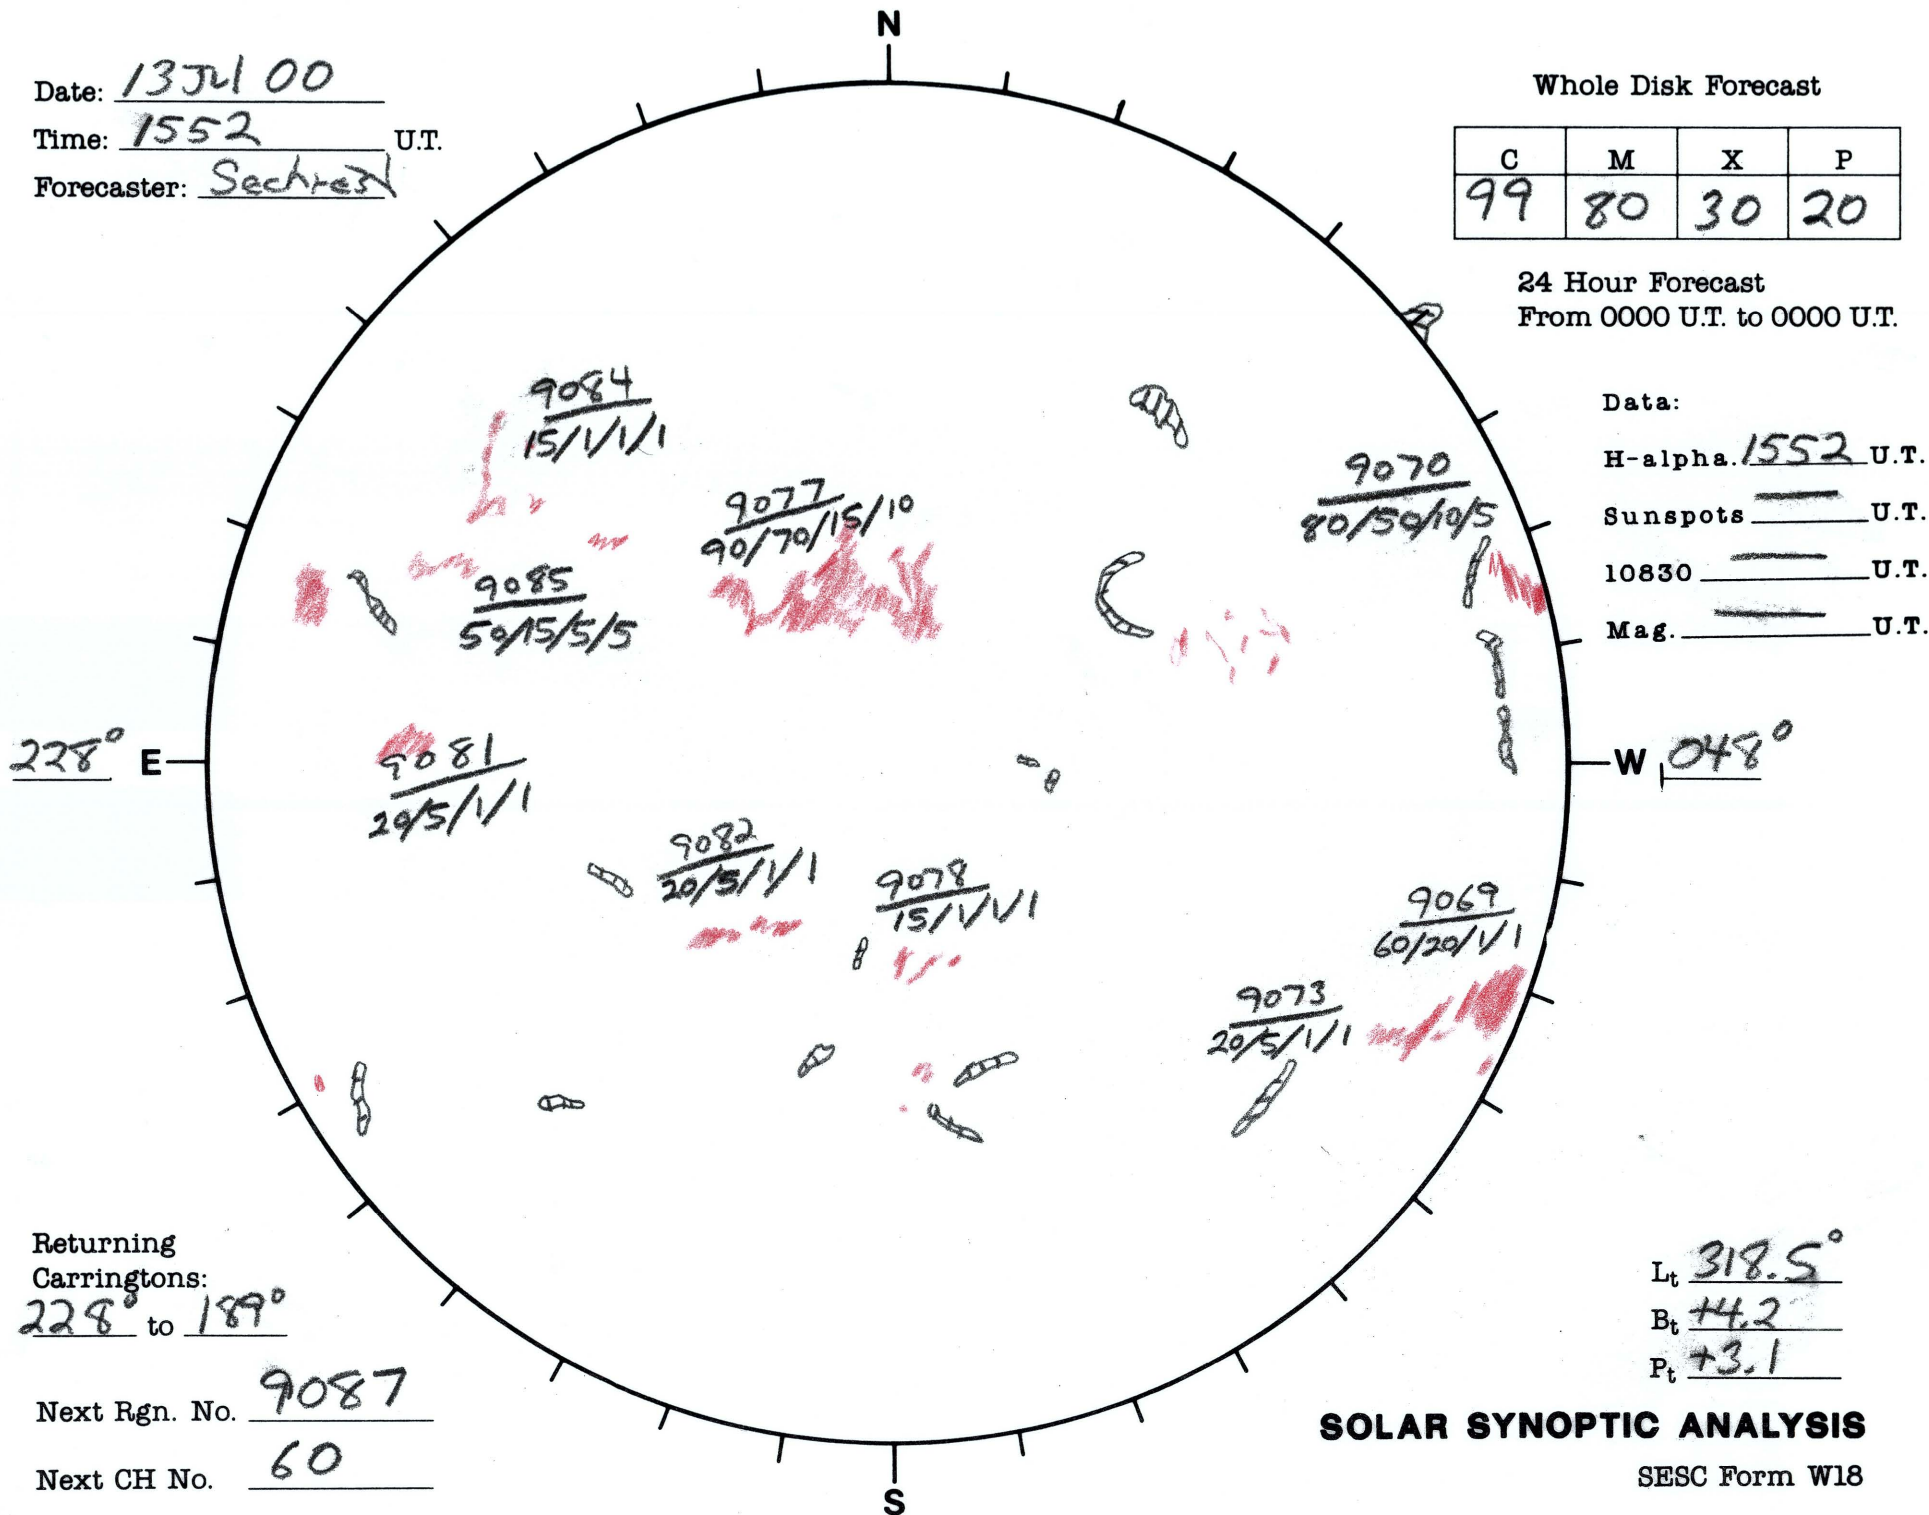 N
Date: 13 Jul 00
Time: 1552 U.T.
Forecaster: Sechrest
Whole Disk Forecast
C M X P
99 80 30 20
24 Hour Forecast
From 0000 U.T. to 0000 U.T.
Data:
H-alpha. 1552 U.T.
Sunspots — U.T.
10830 — U.T.
Mag. — U.T.
9084
15/1/1/1
9077
90/70/15/10
9070
80/50/10/5
9085
50/15/5/5
228° E
W 048°
9081
20/5/1/1
9082
20/5/1/1
9078
15/1/1/1
9069
60/20/1/1
9073
20/5/1/1
Returning
Carringtons:
228° to 189°
Next Rgn. No. 9087
Next CH No. 60
Lt 318.5°
Bt +4.2
Pt +3.1
S
SOLAR SYNOPTIC ANALYSIS
SESC Form W18